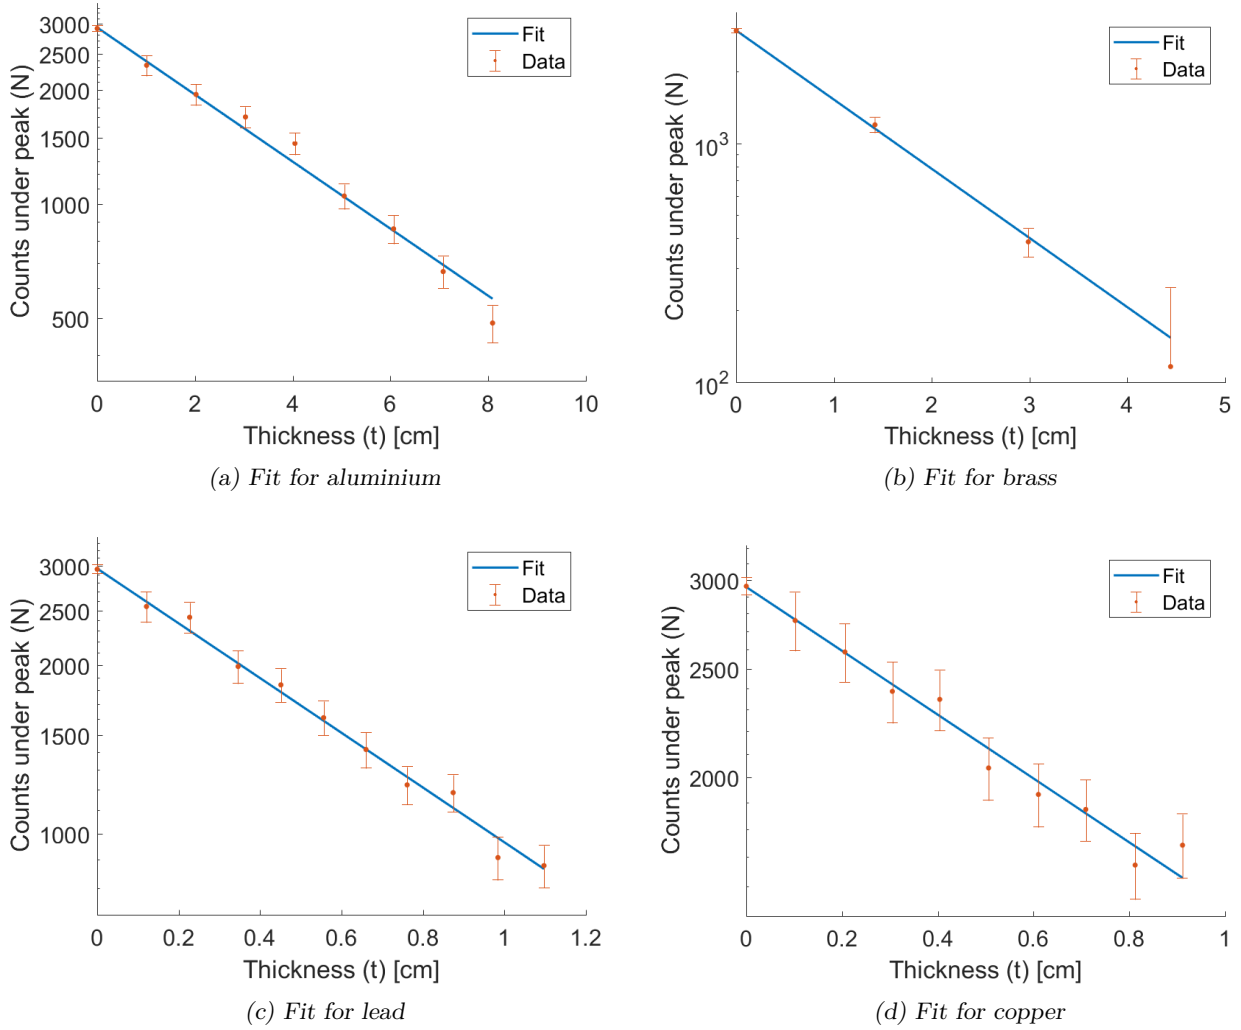 3000
2500
2000
1500
1000
500
Counts under peak (N)
0 2 4 6 8 10
Thickness (t) [cm]
Fit
Data
(a) Fit for aluminium
10³
10²
Counts under peak (N)
0 1 2 3 4 5
Thickness (t) [cm]
Fit
Data
(b) Fit for brass
3000
2500
2000
1500
1000
Counts under peak (N)
0 0.2 0.4 0.6 0.8 1 1.2
Thickness (t) [cm]
Fit
Data
(c) Fit for lead
3000
2500
2000
Counts under peak (N)
0 0.2 0.4 0.6 0.8 1
Thickness (t) [cm]
Fit
Data
(d) Fit for copper